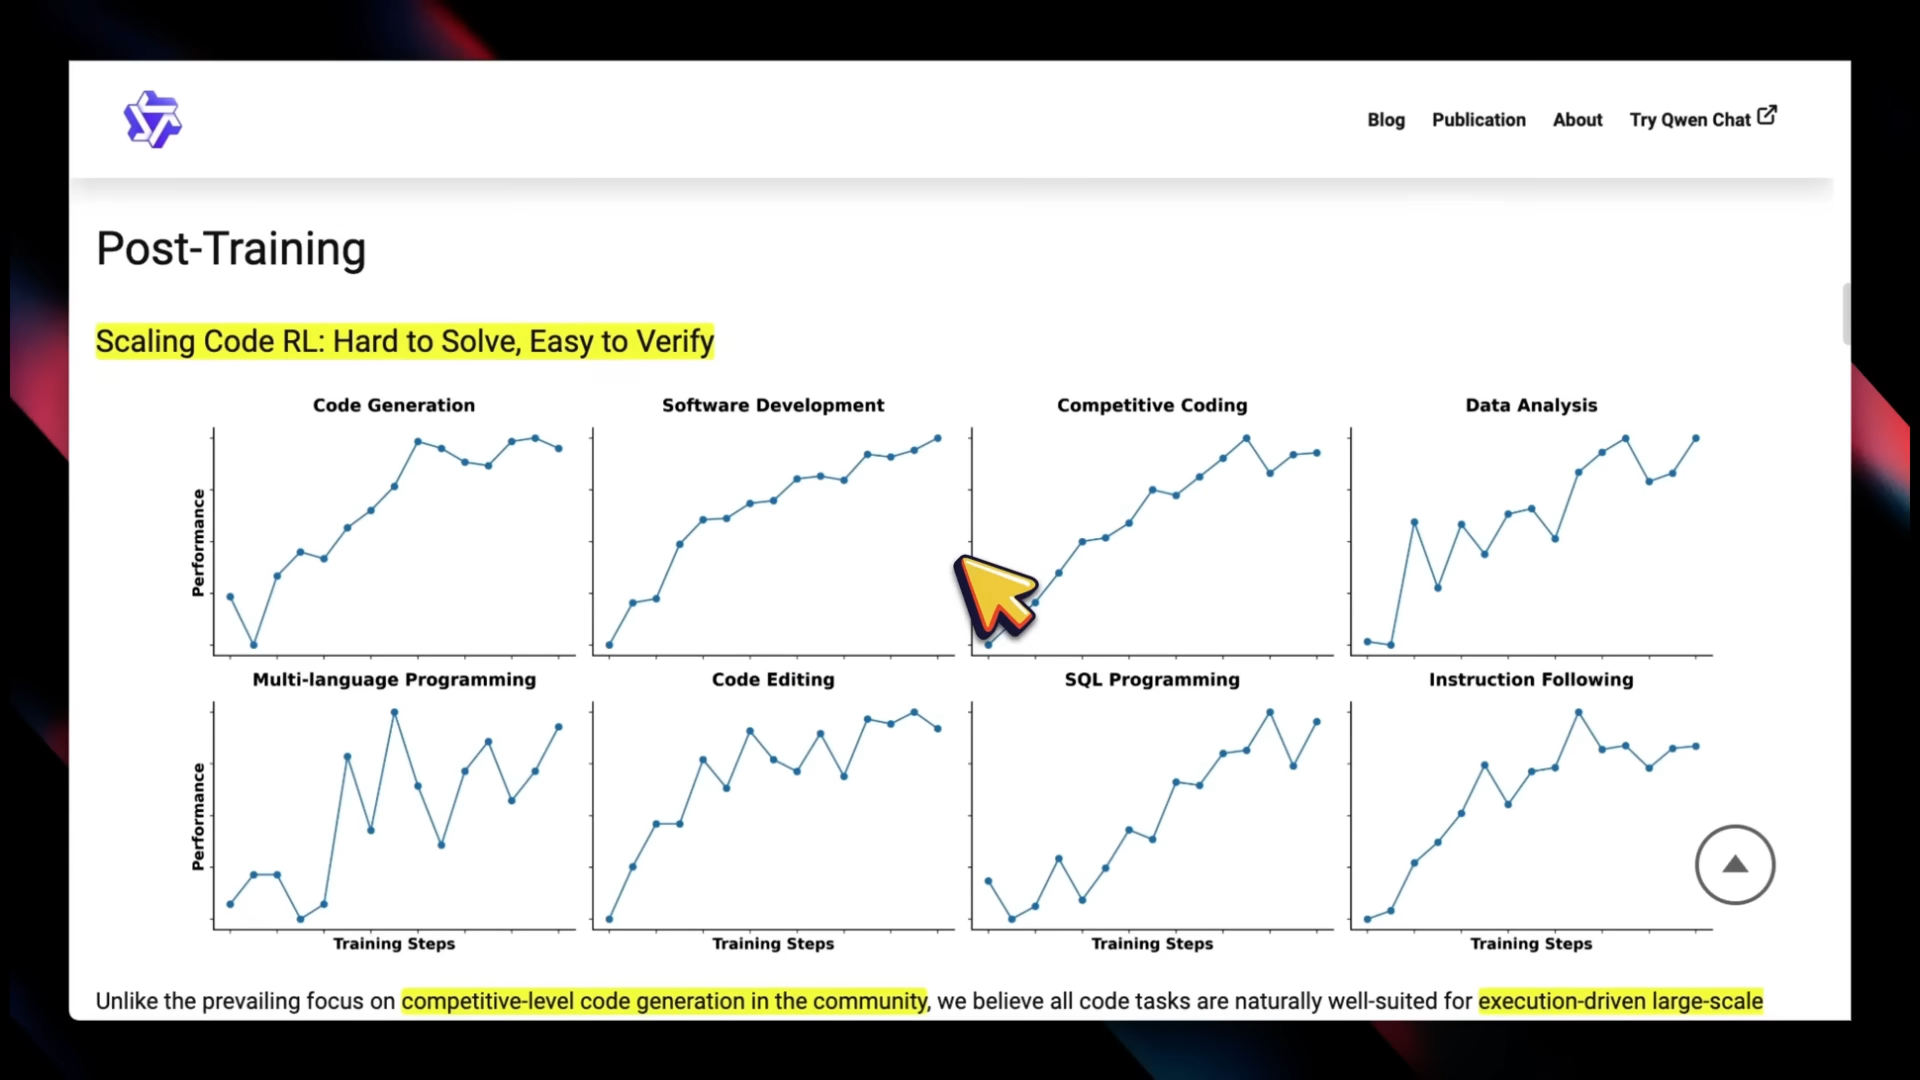 Blog Publication About Try Qwen Chat
Post-Training
Scaling Code RL: Hard to Solve, Easy to Verify
Code Generation Software Development Competitive Coding Data Analysis
Performance
Multi-language Programming Code Editing SQL Programming Instruction Following
Performance
Training Steps Training Steps Training Steps Training Steps
Unlike the prevailing focus on competitive-level code generation in the community, we believe all code tasks are naturally well-suited for execution-driven large-scale